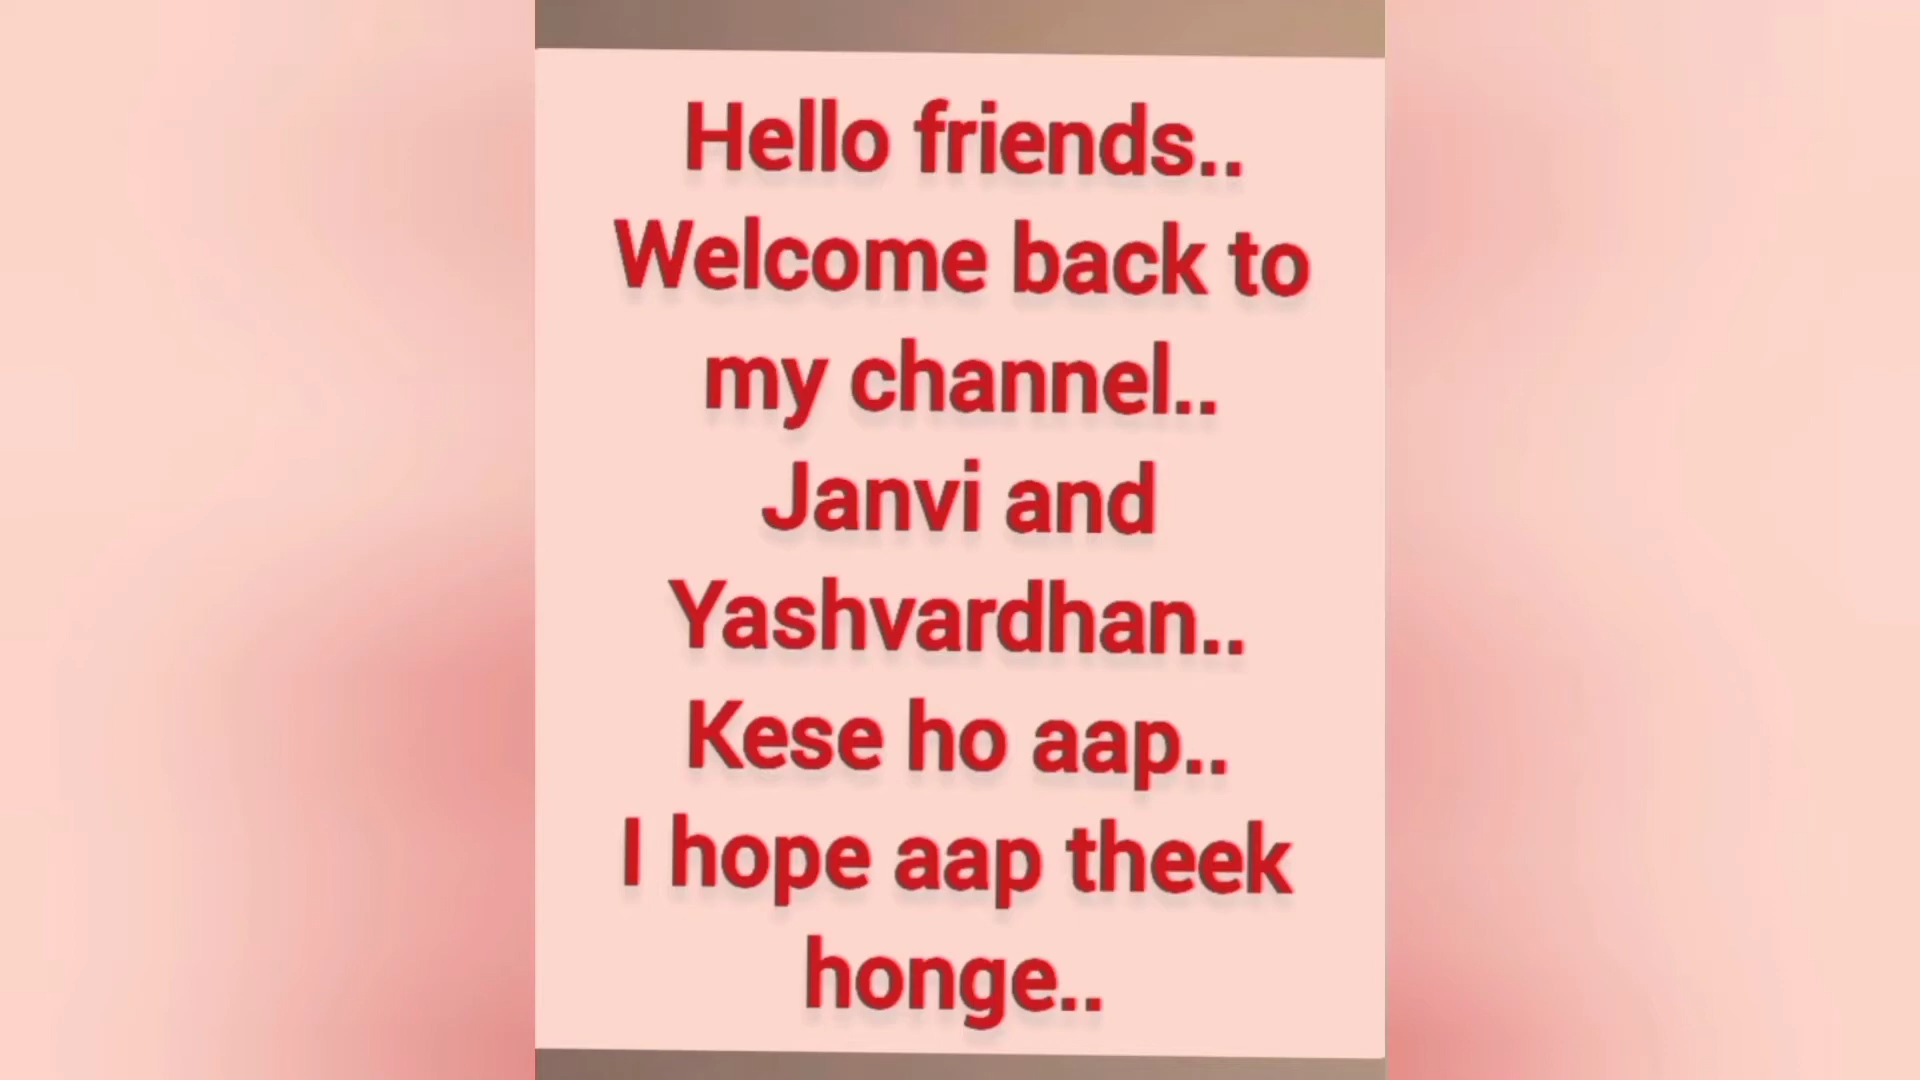 Hello friends..
Welcome back to
my channel..
Janvi and
Yashvardhan..
Kese ho aap..
I hope aap theek
honge..